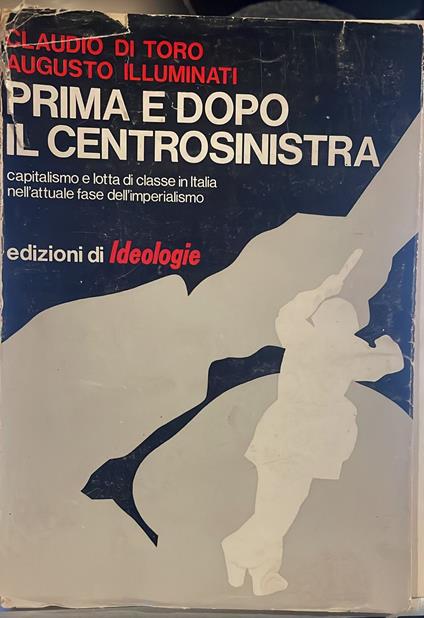 CLAUDIO DI TORO
AUGUSTO ILLUMINATI
PRIMA E DOPO
IL CENTROSINISTRA
capitalismo e lotta di classe in Italia
nell'attuale fase dell'imperialismo
edizioni di Ideologie